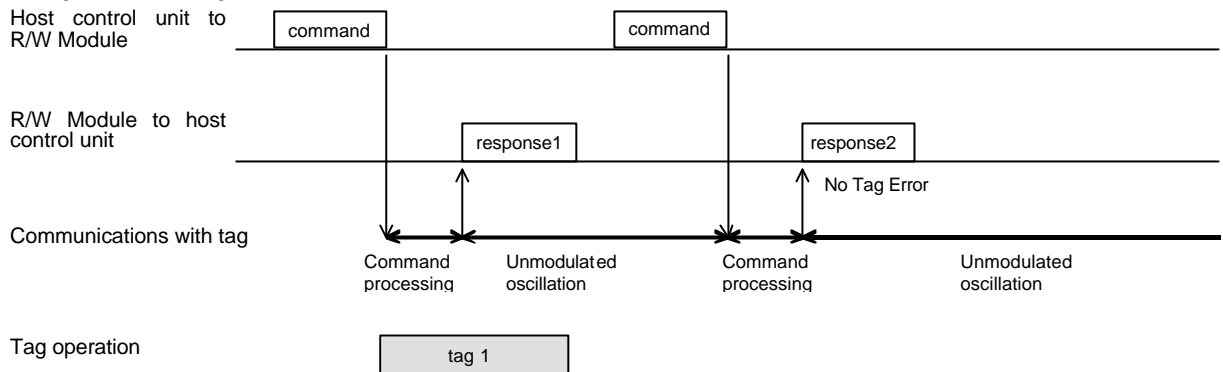 Host control unit to
R/W Module
command
command
R/W Module to host
control unit
response1
response2
No Tag Error
Communications with tag
Command
processing
Unmodulated
oscillation
Command
processing
Unmodulated
oscillation
Tag operation
tag 1